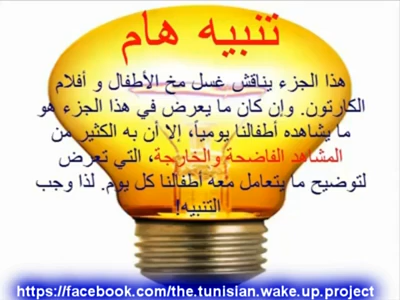 تنبيه هام
هذا الجزء يناقش غسل مخ الأطفال و أفلام
الكارتون. وإن كان ما يعرض في هذا الجزء هو
ما يشاهده أطفالنا يومياً، إلا أن به الكثير من
المشاهد الفاضحة والخارجة، التي تعرض
لتوضيح ما يتعامل معه أطفالنا كل يوم. لذا وجب
التنبيه!
https://facebook.com/the.tunisian.wake.up.project